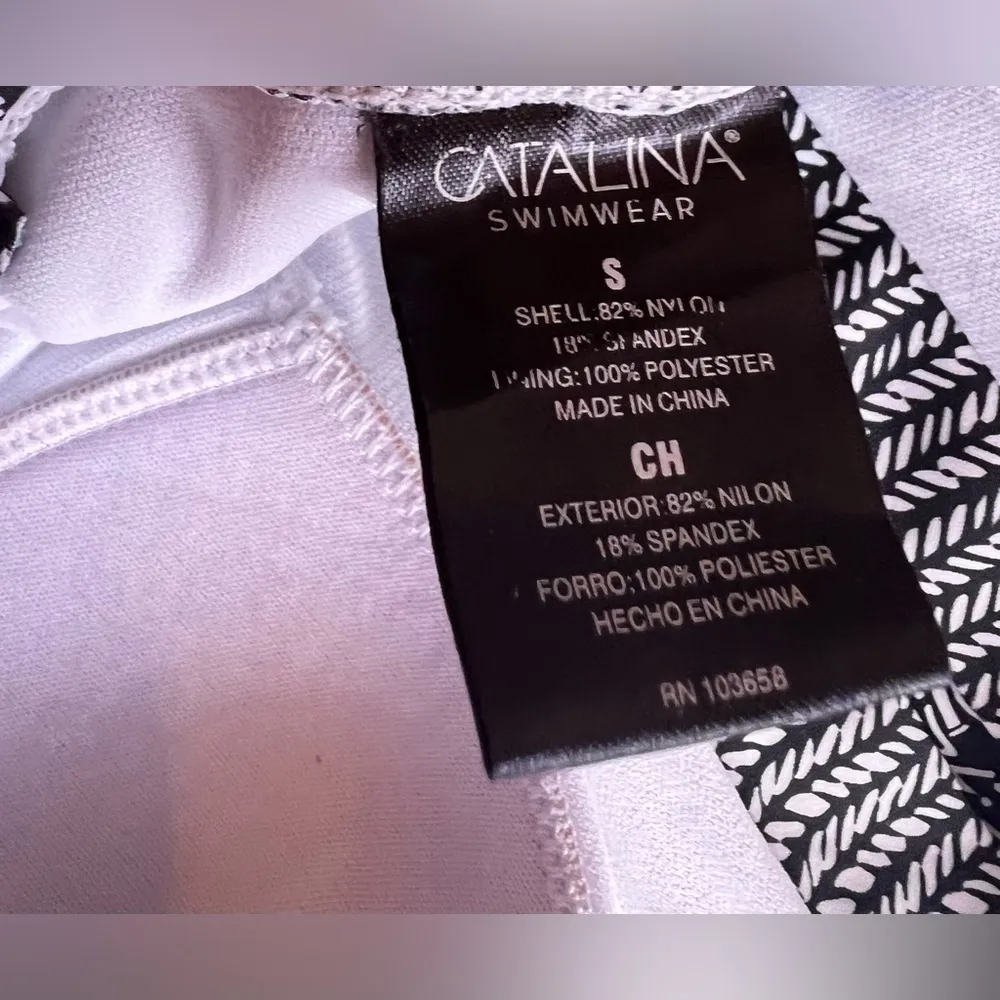 CATALINA®
SWIMWEAR
S
SHELL:82% NYLON
18% SPANDEX
LINING:100% POLYESTER
MADE IN CHINA
CH
EXTERIOR:82% NILON
18% SPANDEX
FORRO:100% POLIESTER
HECHO EN CHINA
RN 103658